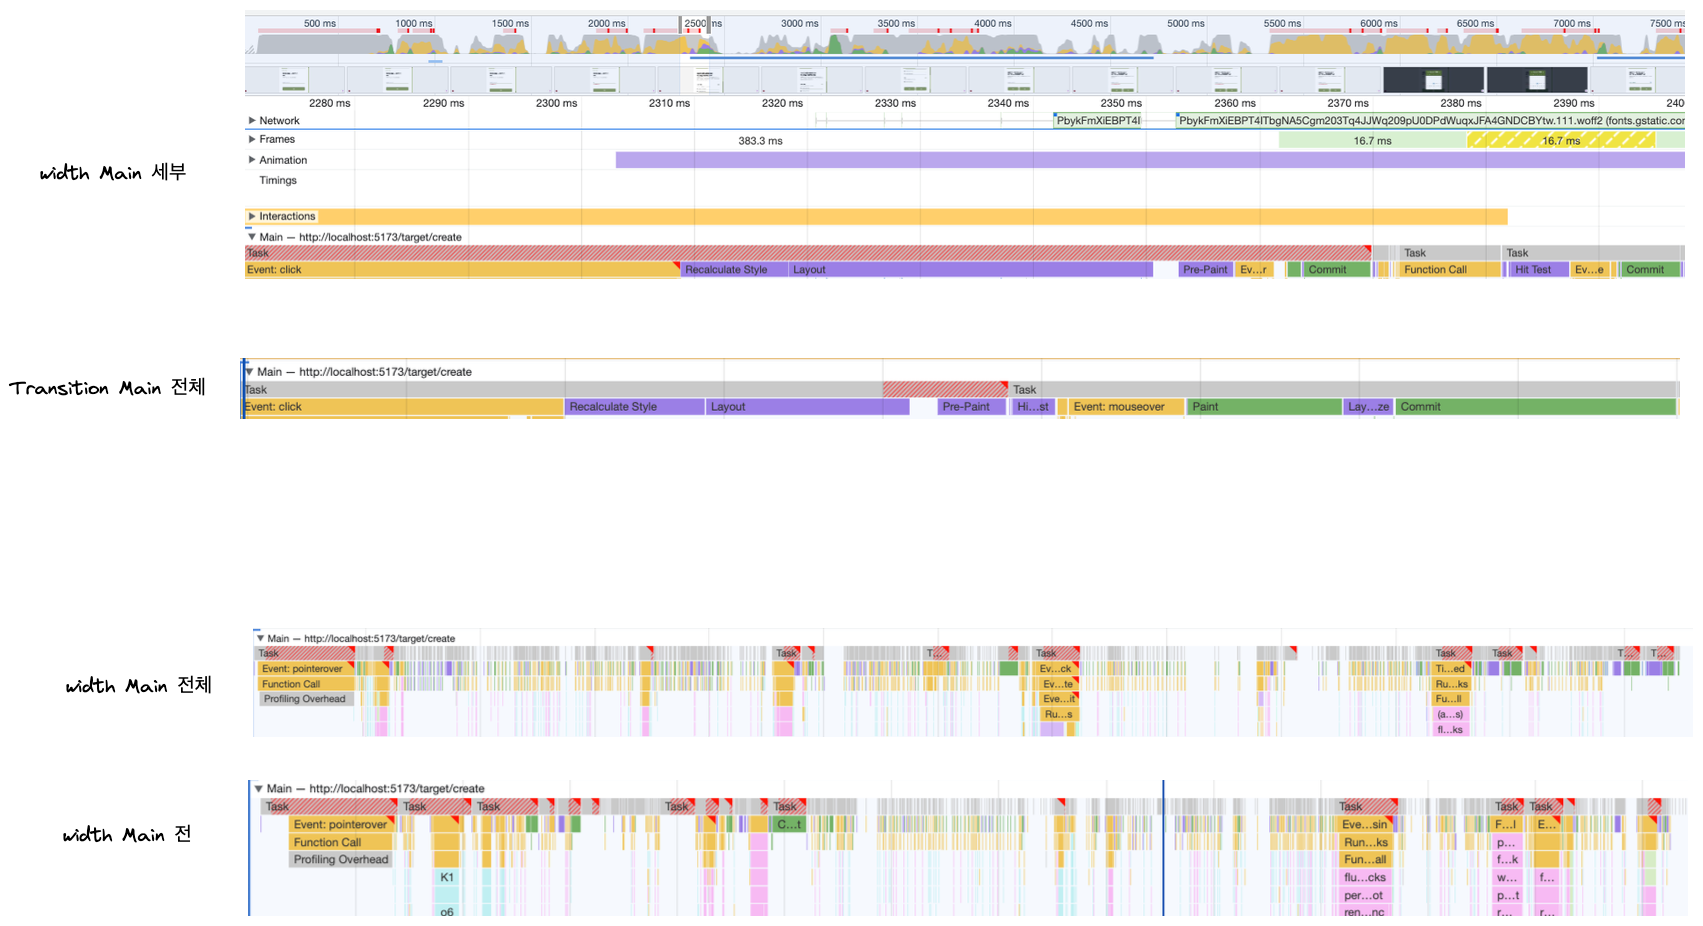 500 ms 1000 ms 1500 ms 2000 ms 2500 ms 3000 ms 3500 ms 4000 ms 4500 ms 5000 ms 5500 ms 6000 ms 6500 ms 7000 ms 7500 ms
2280 ms 2290 ms 2300 ms 2310 ms 2320 ms 2330 ms 2340 ms 2350 ms 2360 ms 2370 ms 2380 ms 2390 ms 240
Network PbykFmXiEBPT4I PbykFmXiEBPT4ITbgNA5Cgm203Tq4JJWq209pU0DPdWuqxJFA4GNDCBYtw.111.woff2 (fonts.gstatic.cor
Frames 383.3 ms 16.7 ms 16.7 ms
Animation
width Main 세부
Timings
Interactions
Main — http://localhost:5173/target/create
Task Task Task
Event: click Recalculate Style Layout Pre-Paint Ev...r Commit Function Call Hit Test Ev...e Commit
Main — http://localhost:5173/target/create
Transition Main 전체
Task Task
Event: click Recalculate Style Layout Pre-Paint Hi...st Event: mouseover Paint Lay...ze Commit
Main — http://localhost:5173/target/create
Task Task T... Task Task Task T... T...
Event: pointerover Ev...ck Ti...ed
width Main 전체
Function Call Ev...te Ru...ks
Profiling Overhead Eve...it Fu...ll
Ru...s (a...s)
fl...ks
Main — http://localhost:5173/target/create
Task Task Task Task Task Task Task Task
Event: pointerover C...t Eve...sin F...l E...
width Main 전
Function Call Run...ks p...
Profiling Overhead Fun...all f...k
K1 flu...cks w... f...
per...ot p...t
o6 ren...nc r... r...